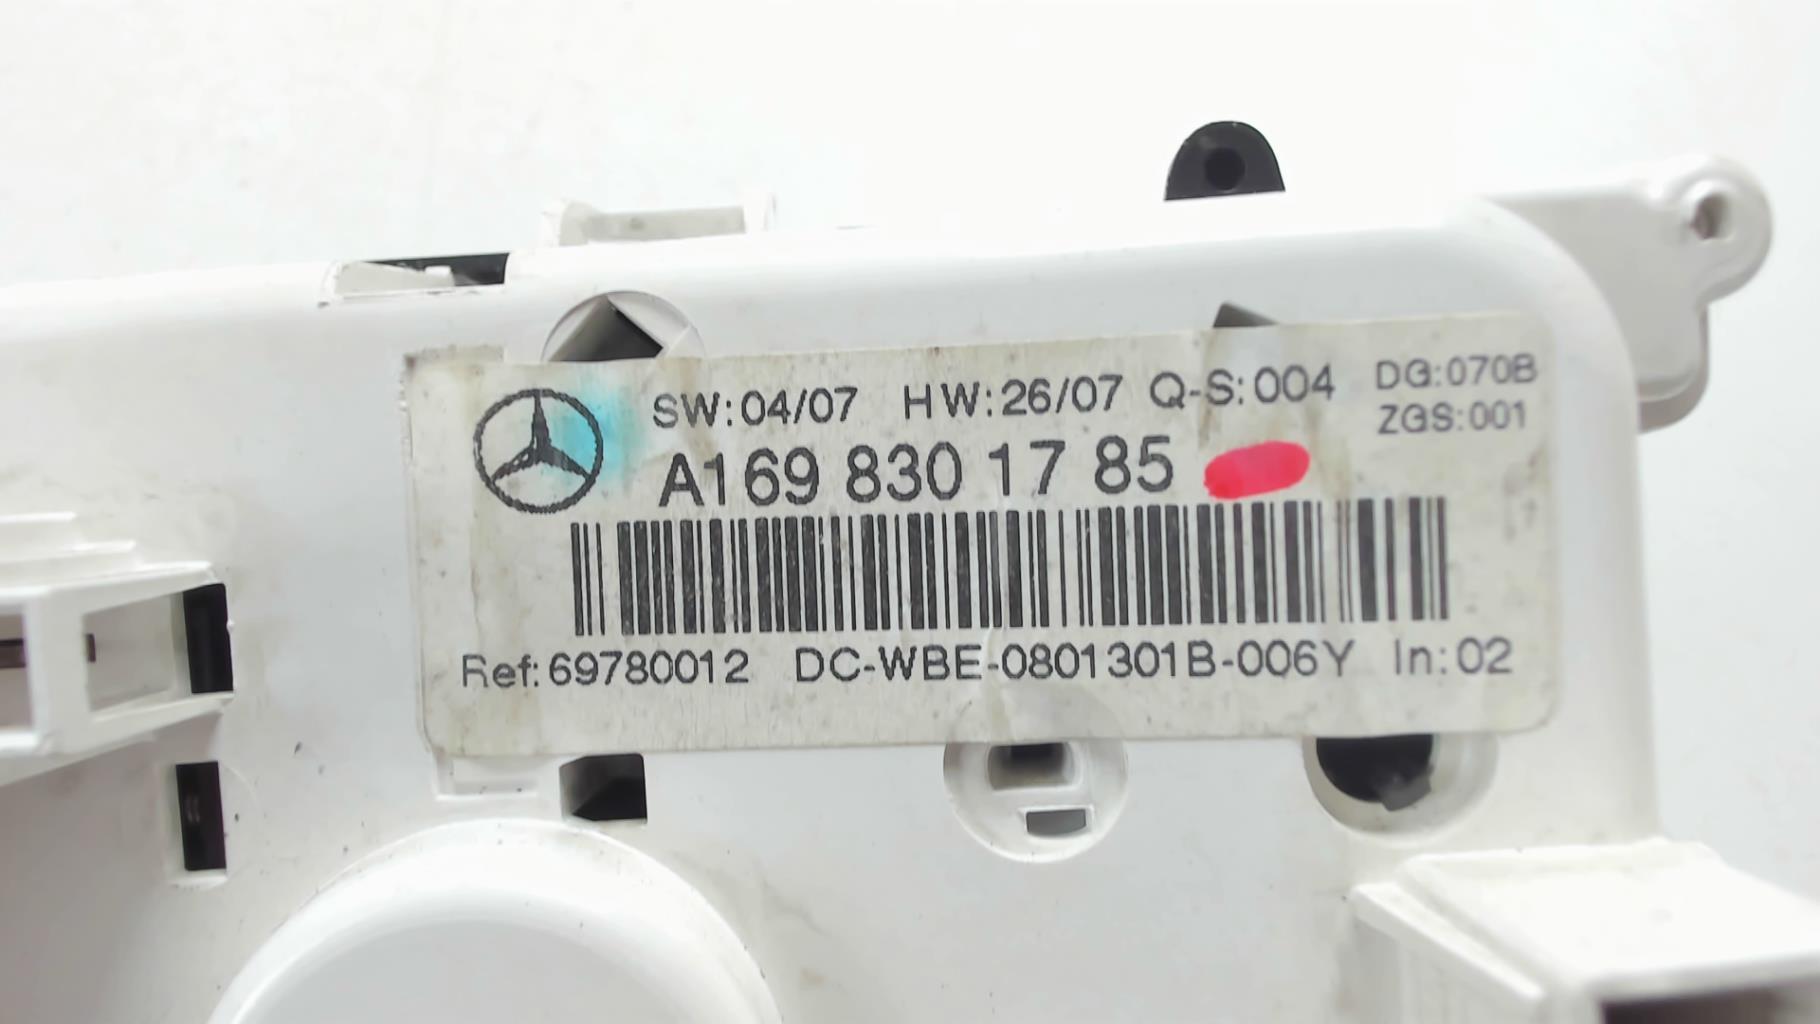 SW:04/07 HW:26/07 Q-S:004 DG:070B
ZGS:001
A169 830 17 85
Ref:69780012 DC-WBE-0801301B-006Y In:02